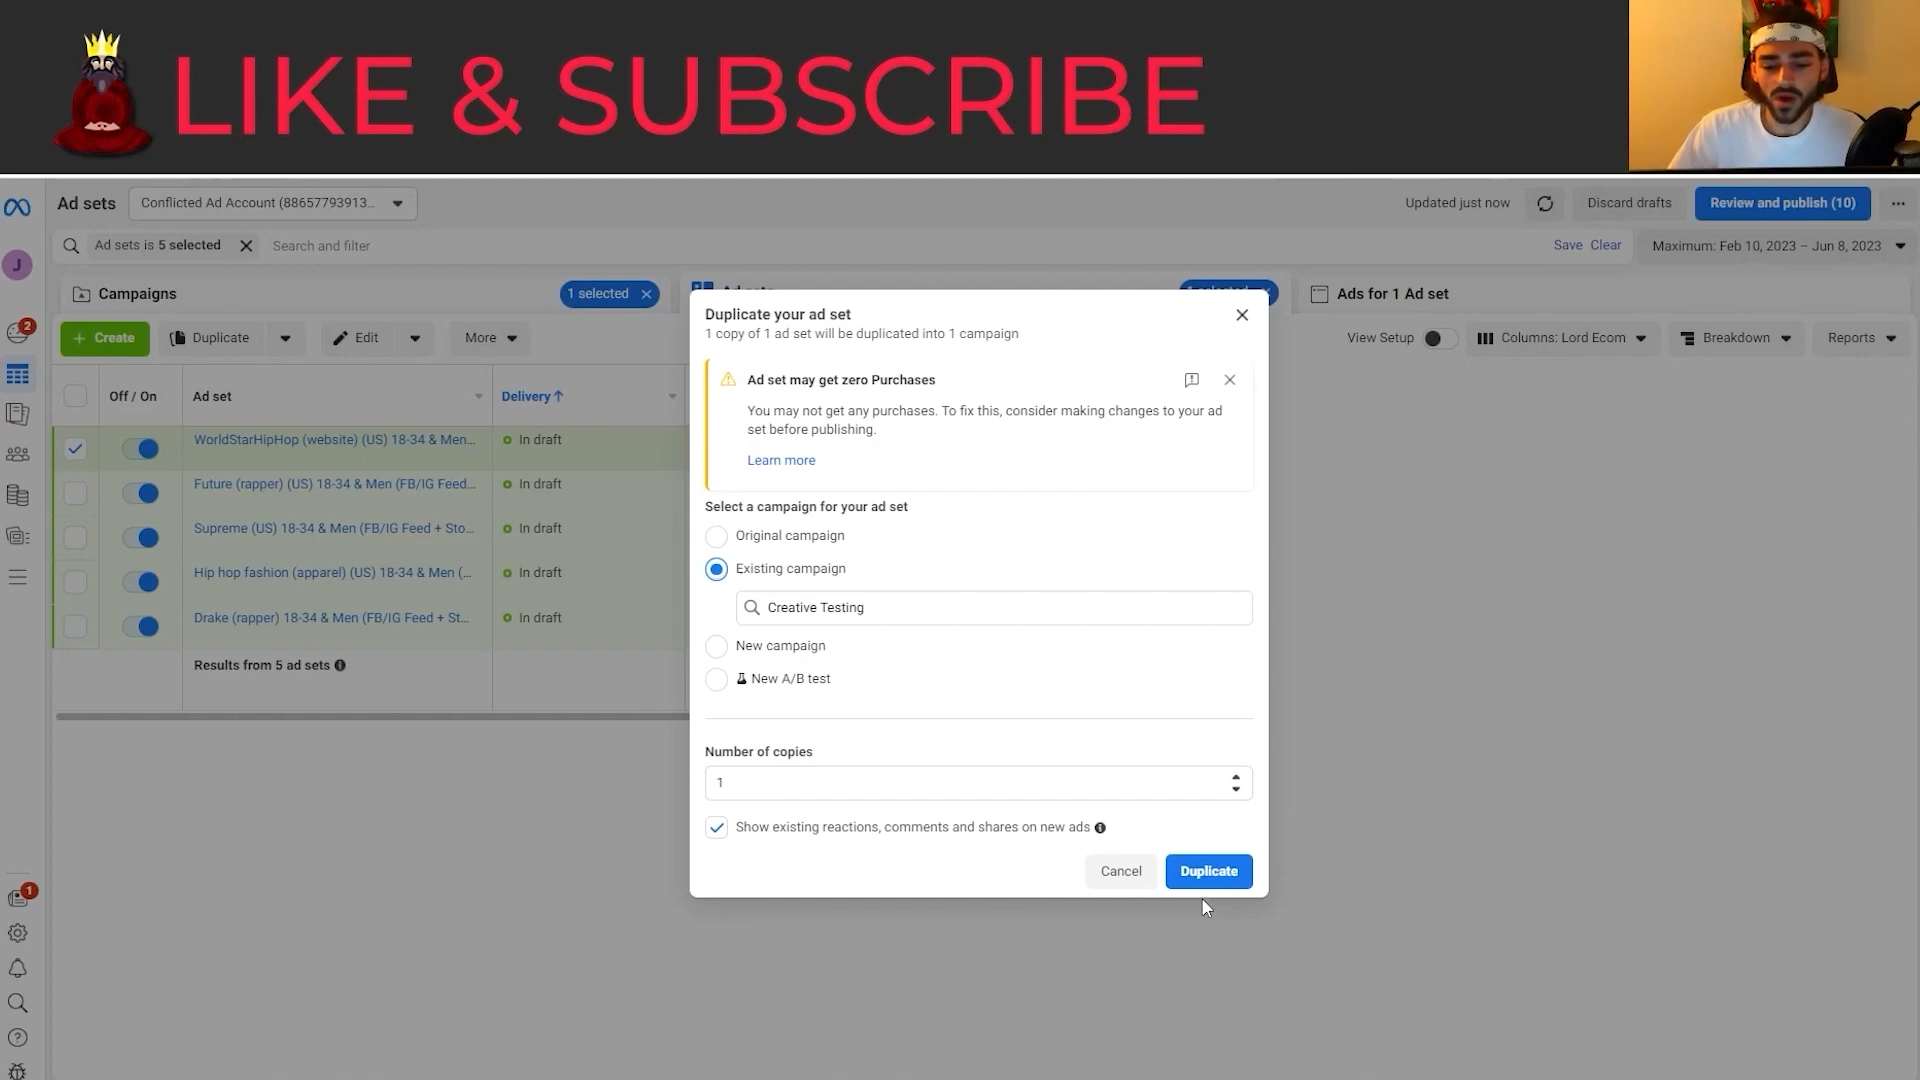 LIKE & SUBSCRIBE
Ad sets
Conflicted Ad Account (88657793913...
Updated just now
Discard drafts
Review and publish (10)
J
Ad sets is 5 selected
Search and filter
Save
Clear
Maximum: Feb 10, 2023 – Jun 8, 2023
Campaigns
1 selected
Ads for 1 Ad set
2
+ Create
Duplicate
Edit
More
View Setup
Columns: Lord Ecom
Breakdown
Reports
Off / On
Ad set
Delivery ↑
WorldStarHipHop (website) (US) 18-34 & Men...
In draft
Future (rapper) (US) 18-34 & Men (FB/IG Feed...
In draft
Supreme (US) 18-34 & Men (FB/IG Feed + Sto...
In draft
Hip hop fashion (apparel) (US) 18-34 & Men (...
In draft
Drake (rapper) 18-34 & Men (FB/IG Feed + St...
In draft
Results from 5 ad sets
Duplicate your ad set
1 copy of 1 ad set will be duplicated into 1 campaign
Ad set may get zero Purchases
You may not get any purchases. To fix this, consider making changes to your ad
set before publishing.
Learn more
Select a campaign for your ad set
Original campaign
Existing campaign
Creative Testing
New campaign
New A/B test
Number of copies
1
Show existing reactions, comments and shares on new ads
Cancel
Duplicate
1